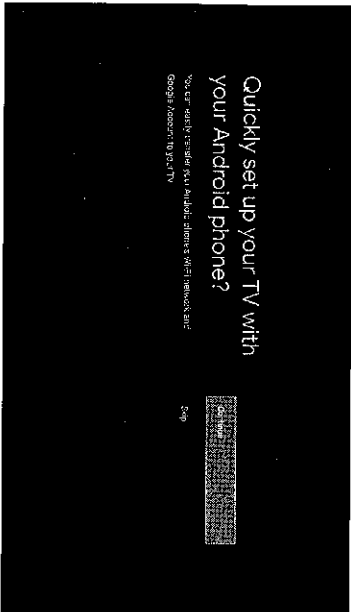 Quickly set up your TV with
your Android phone?
You can easily transfer your Android phone's Wi-Fi network and
Google Account to your TV
Continue
Skip